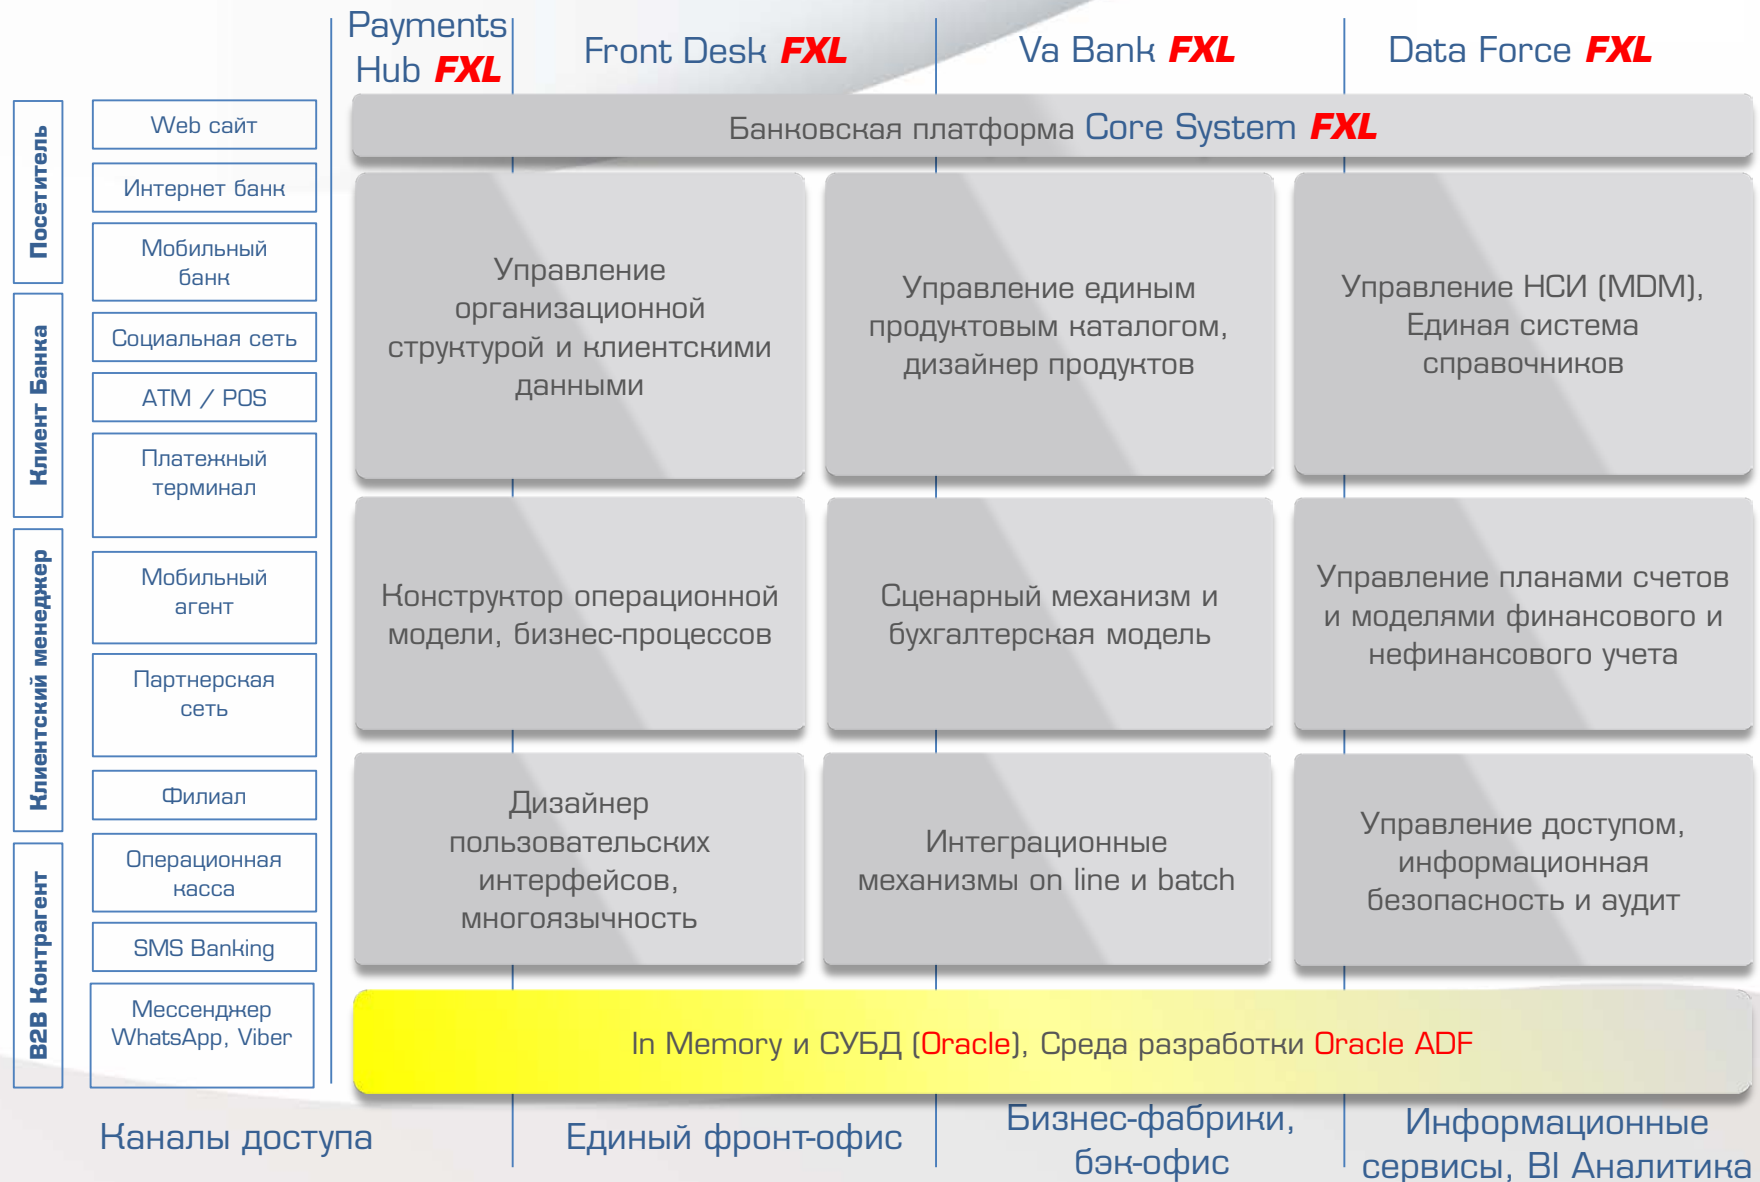 Payments
Hub FXL
Front Desk FXL
Va Bank FXL
Data Force FXL
Посетитель
Клиент Банка
Клиентский менеджер
B2B Контрагент
Web сайт
Интернет банк
Мобильный
банк
Социальная сеть
ATM / POS
Платежный
терминал
Мобильный
агент
Партнерская
сеть
Филиал
Операционная
касса
SMS Banking
Мессенджер
WhatsApp, Viber
Банковская платформа Core System FXL
Управление
организационной
структурой и клиентскими
данными
Управление единым
продуктовым каталогом,
дизайнер продуктов
Управление НСИ (MDM),
Единая система
справочников
Конструктор операционной
модели, бизнес-процессов
Сценарный механизм и
бухгалтерская модель
Управление планами счетов
и моделями финансового и
нефинансового учета
Дизайнер
пользовательских
интерфейсов,
многоязычность
Интеграционные
механизмы on line и batch
Управление доступом,
информационная
безопасность и аудит
In Memory и СУБД (Oracle), Среда разработки Oracle ADF
Каналы доступа
Единый фронт-офис
Бизнес-фабрики,
бэк-офис
Информационные
сервисы, BI Аналитика